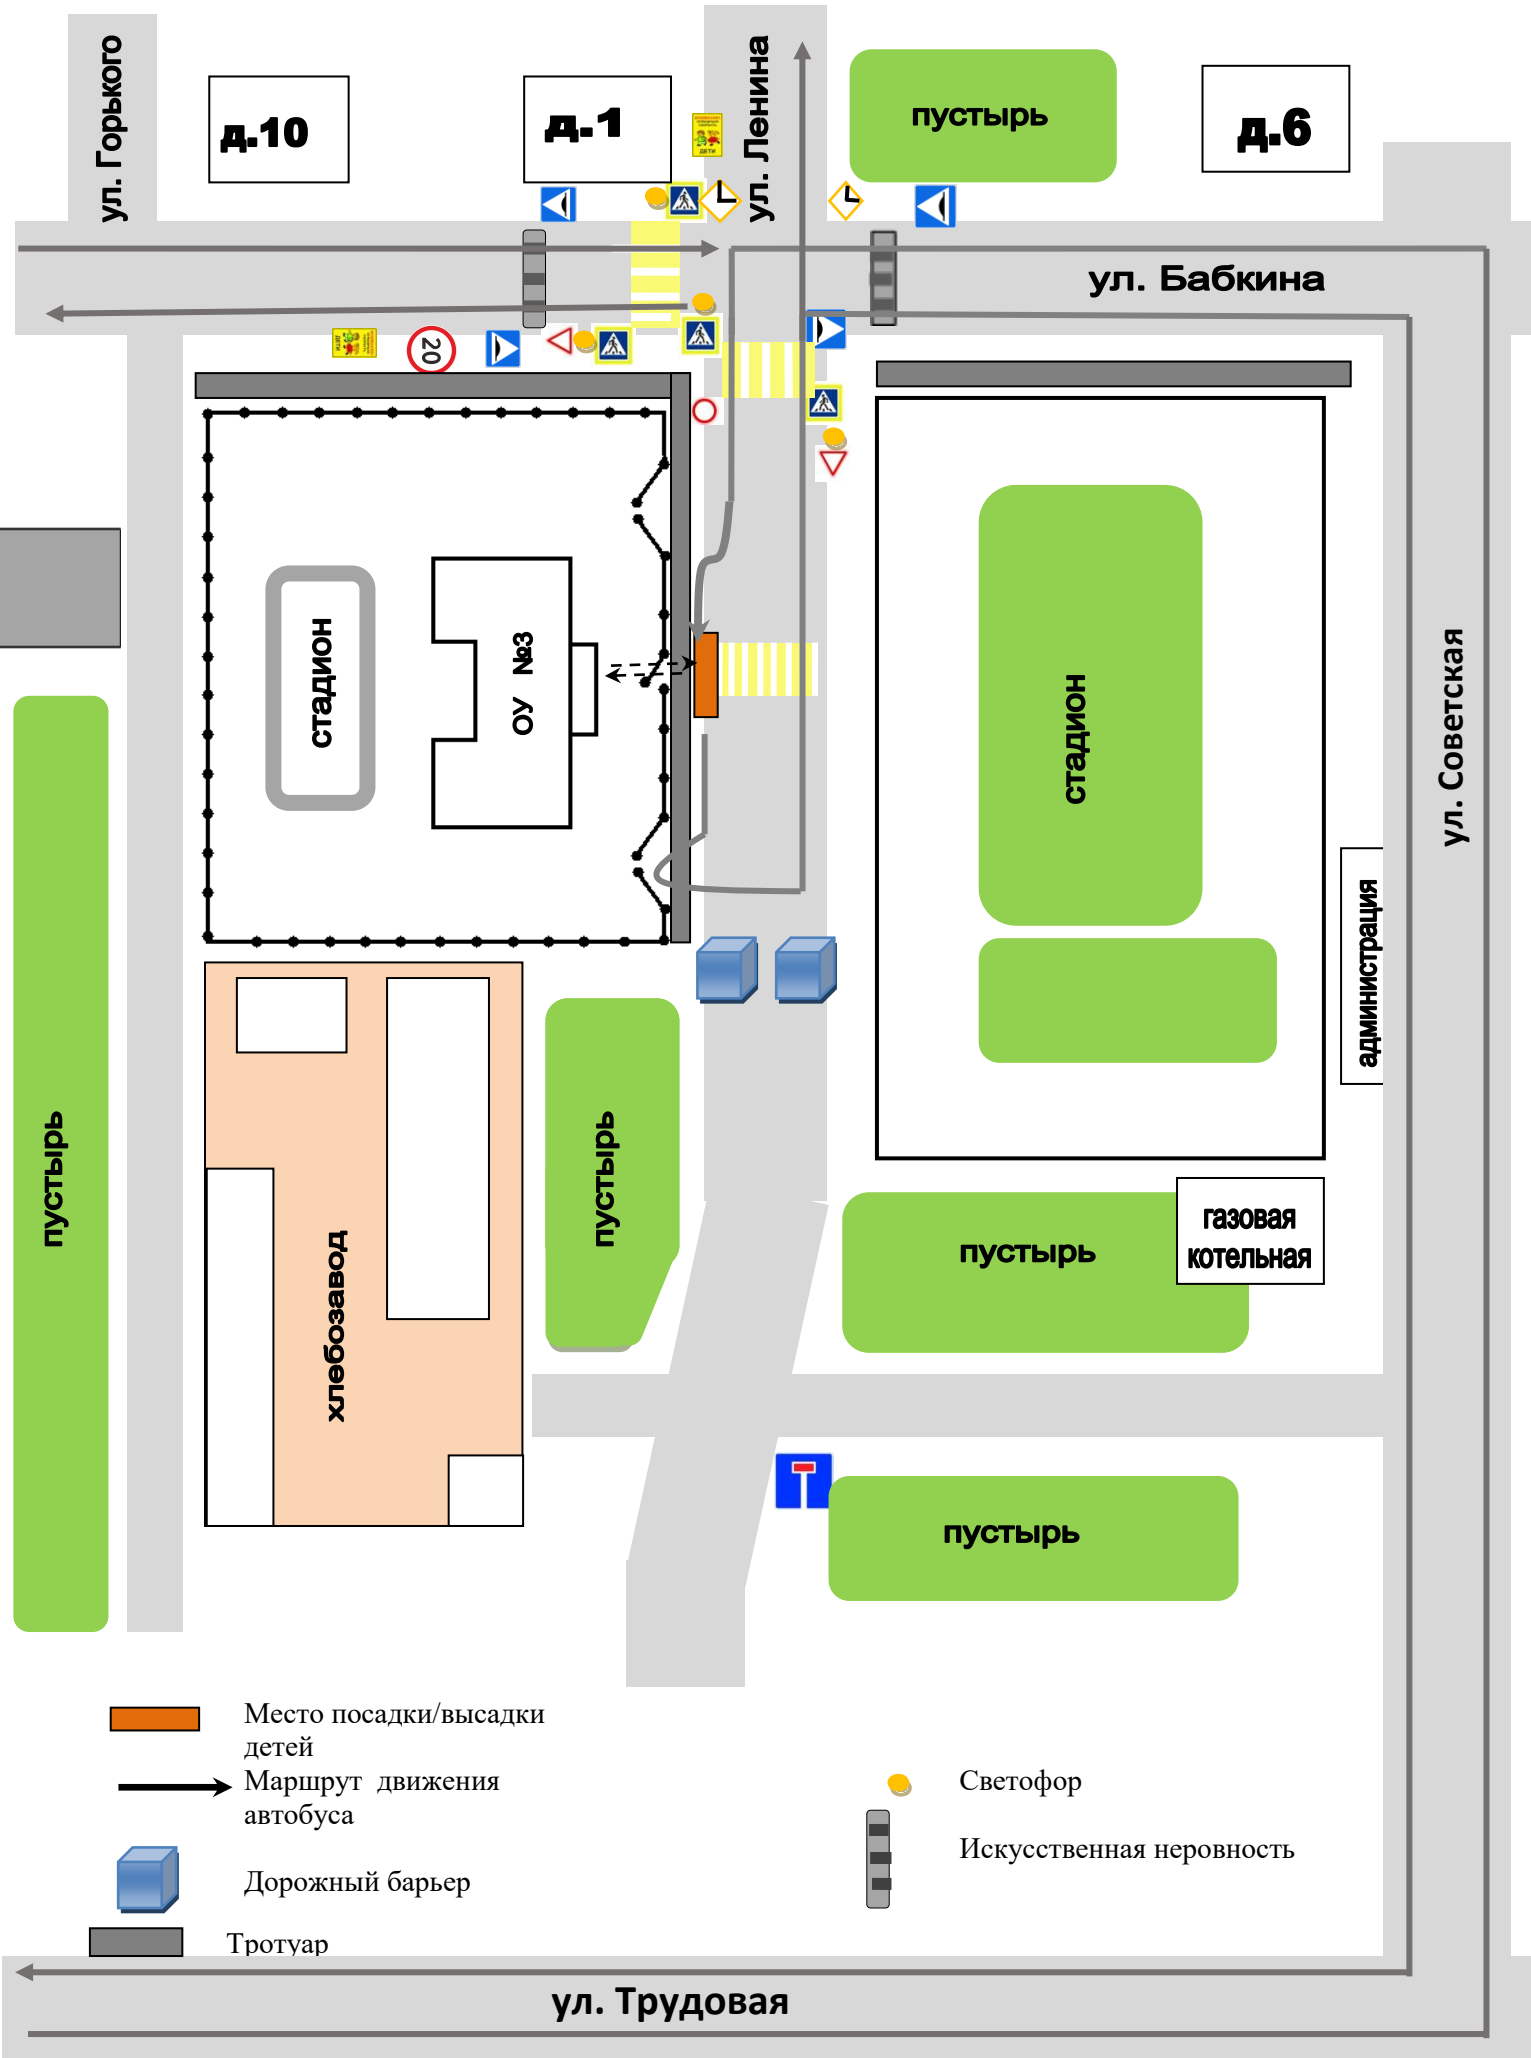 ул. Горького
д.10
д.1
ДЕТИ
ул. Ленина
пустырь
д.6
ул. Бабкина
ДЕТИ
20
стадион
ОУ №3
стадион
ул. Советская
администрация
пустырь
хлебозавод
пустырь
пустырь
газовая
котельная
пустырь
Место посадки/высадки
детей
Маршрут движения
автобуса
Дорожный барьер
Тротуар
Светофор
Искусственная неровность
ул. Трудовая